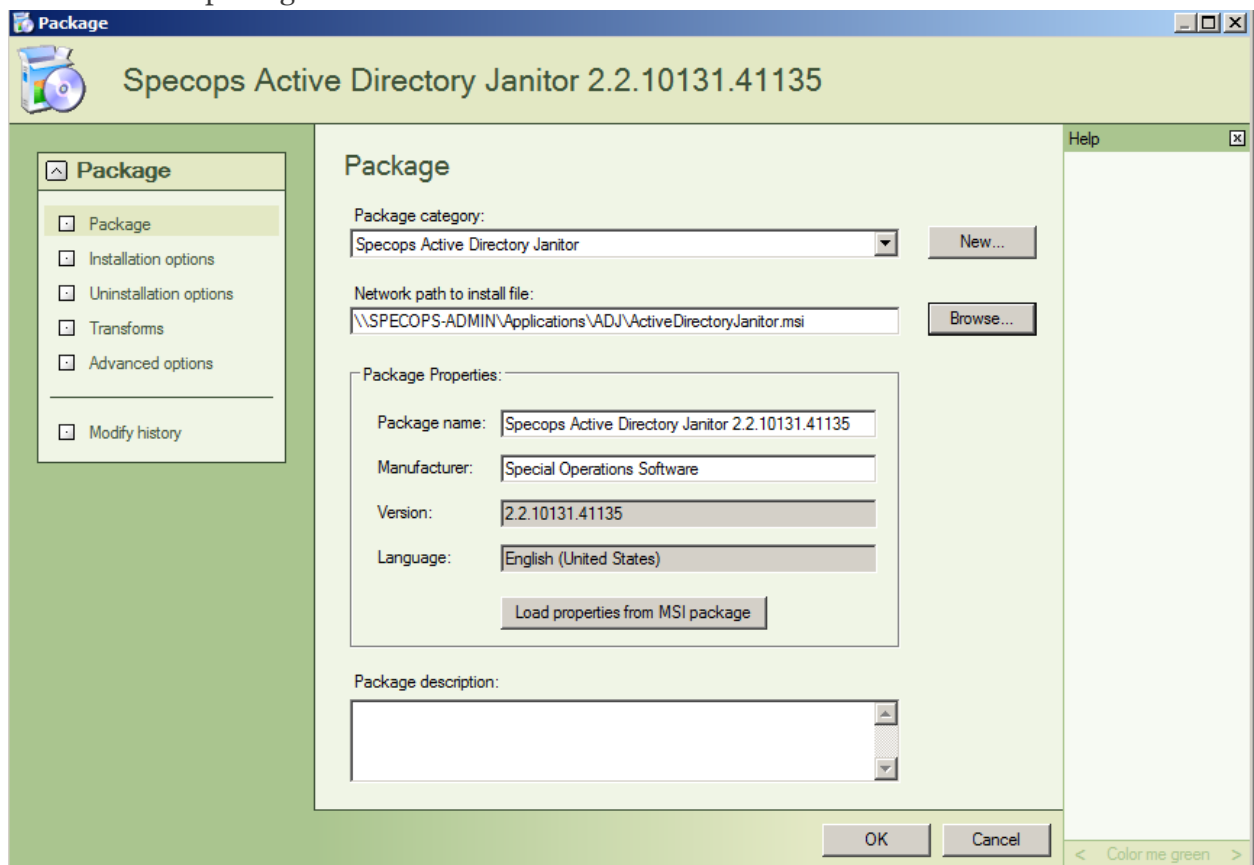 Package
Specops Active Directory Janitor 2.2.10131.41135
Package
Package
Installation options
Uninstallation options
Transforms
Advanced options
Modify history
Package
Package category:
Specops Active Directory Janitor
New...
Network path to install file:
\\SPECOPS-ADMIN\Applications\ADJ\ActiveDirectoryJanitor.msi
Browse...
Package Properties:
Package name: Specops Active Directory Janitor 2.2.10131.41135
Manufacturer: Special Operations Software
Version: 2.2.10131.41135
Language: English (United States)
Load properties from MSI package
Package description:
OK Cancel
Help
< Color me green >